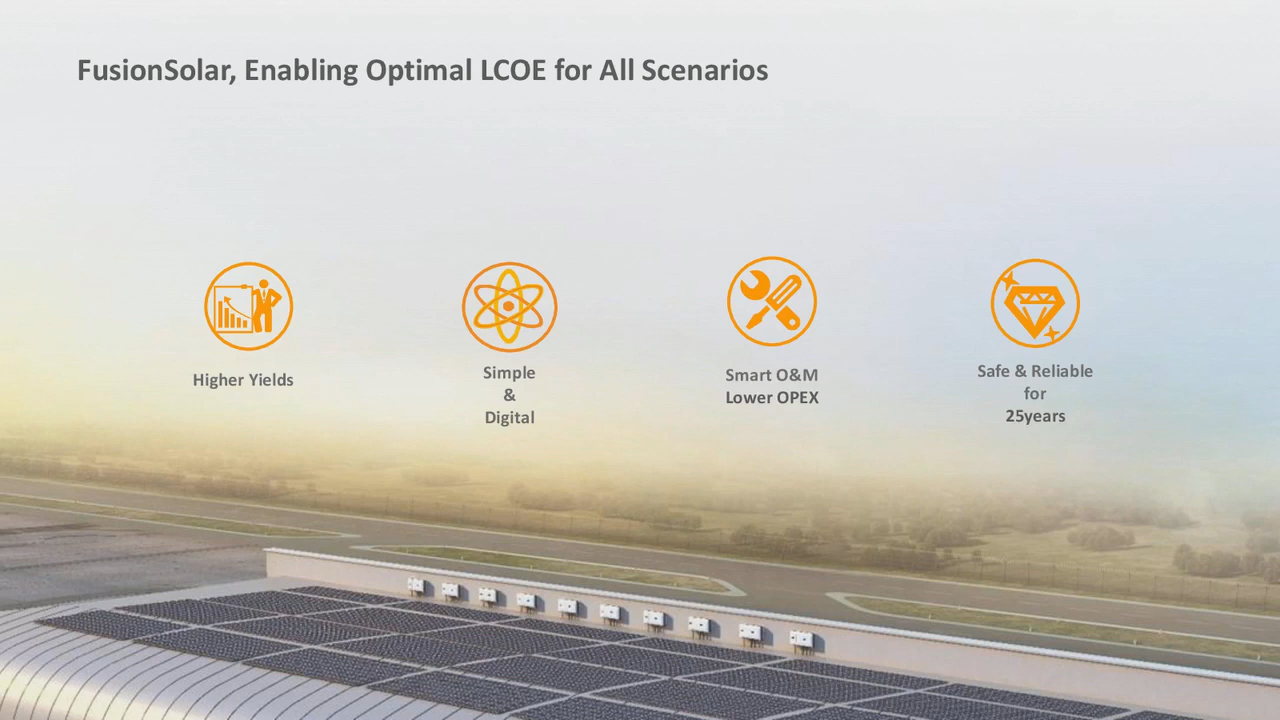 FusionSolar, Enabling Optimal LCOE for All Scenarios
Higher Yields
Simple
&
Digital
Smart O&M
Lower OPEX
Safe & Reliable
for
25years